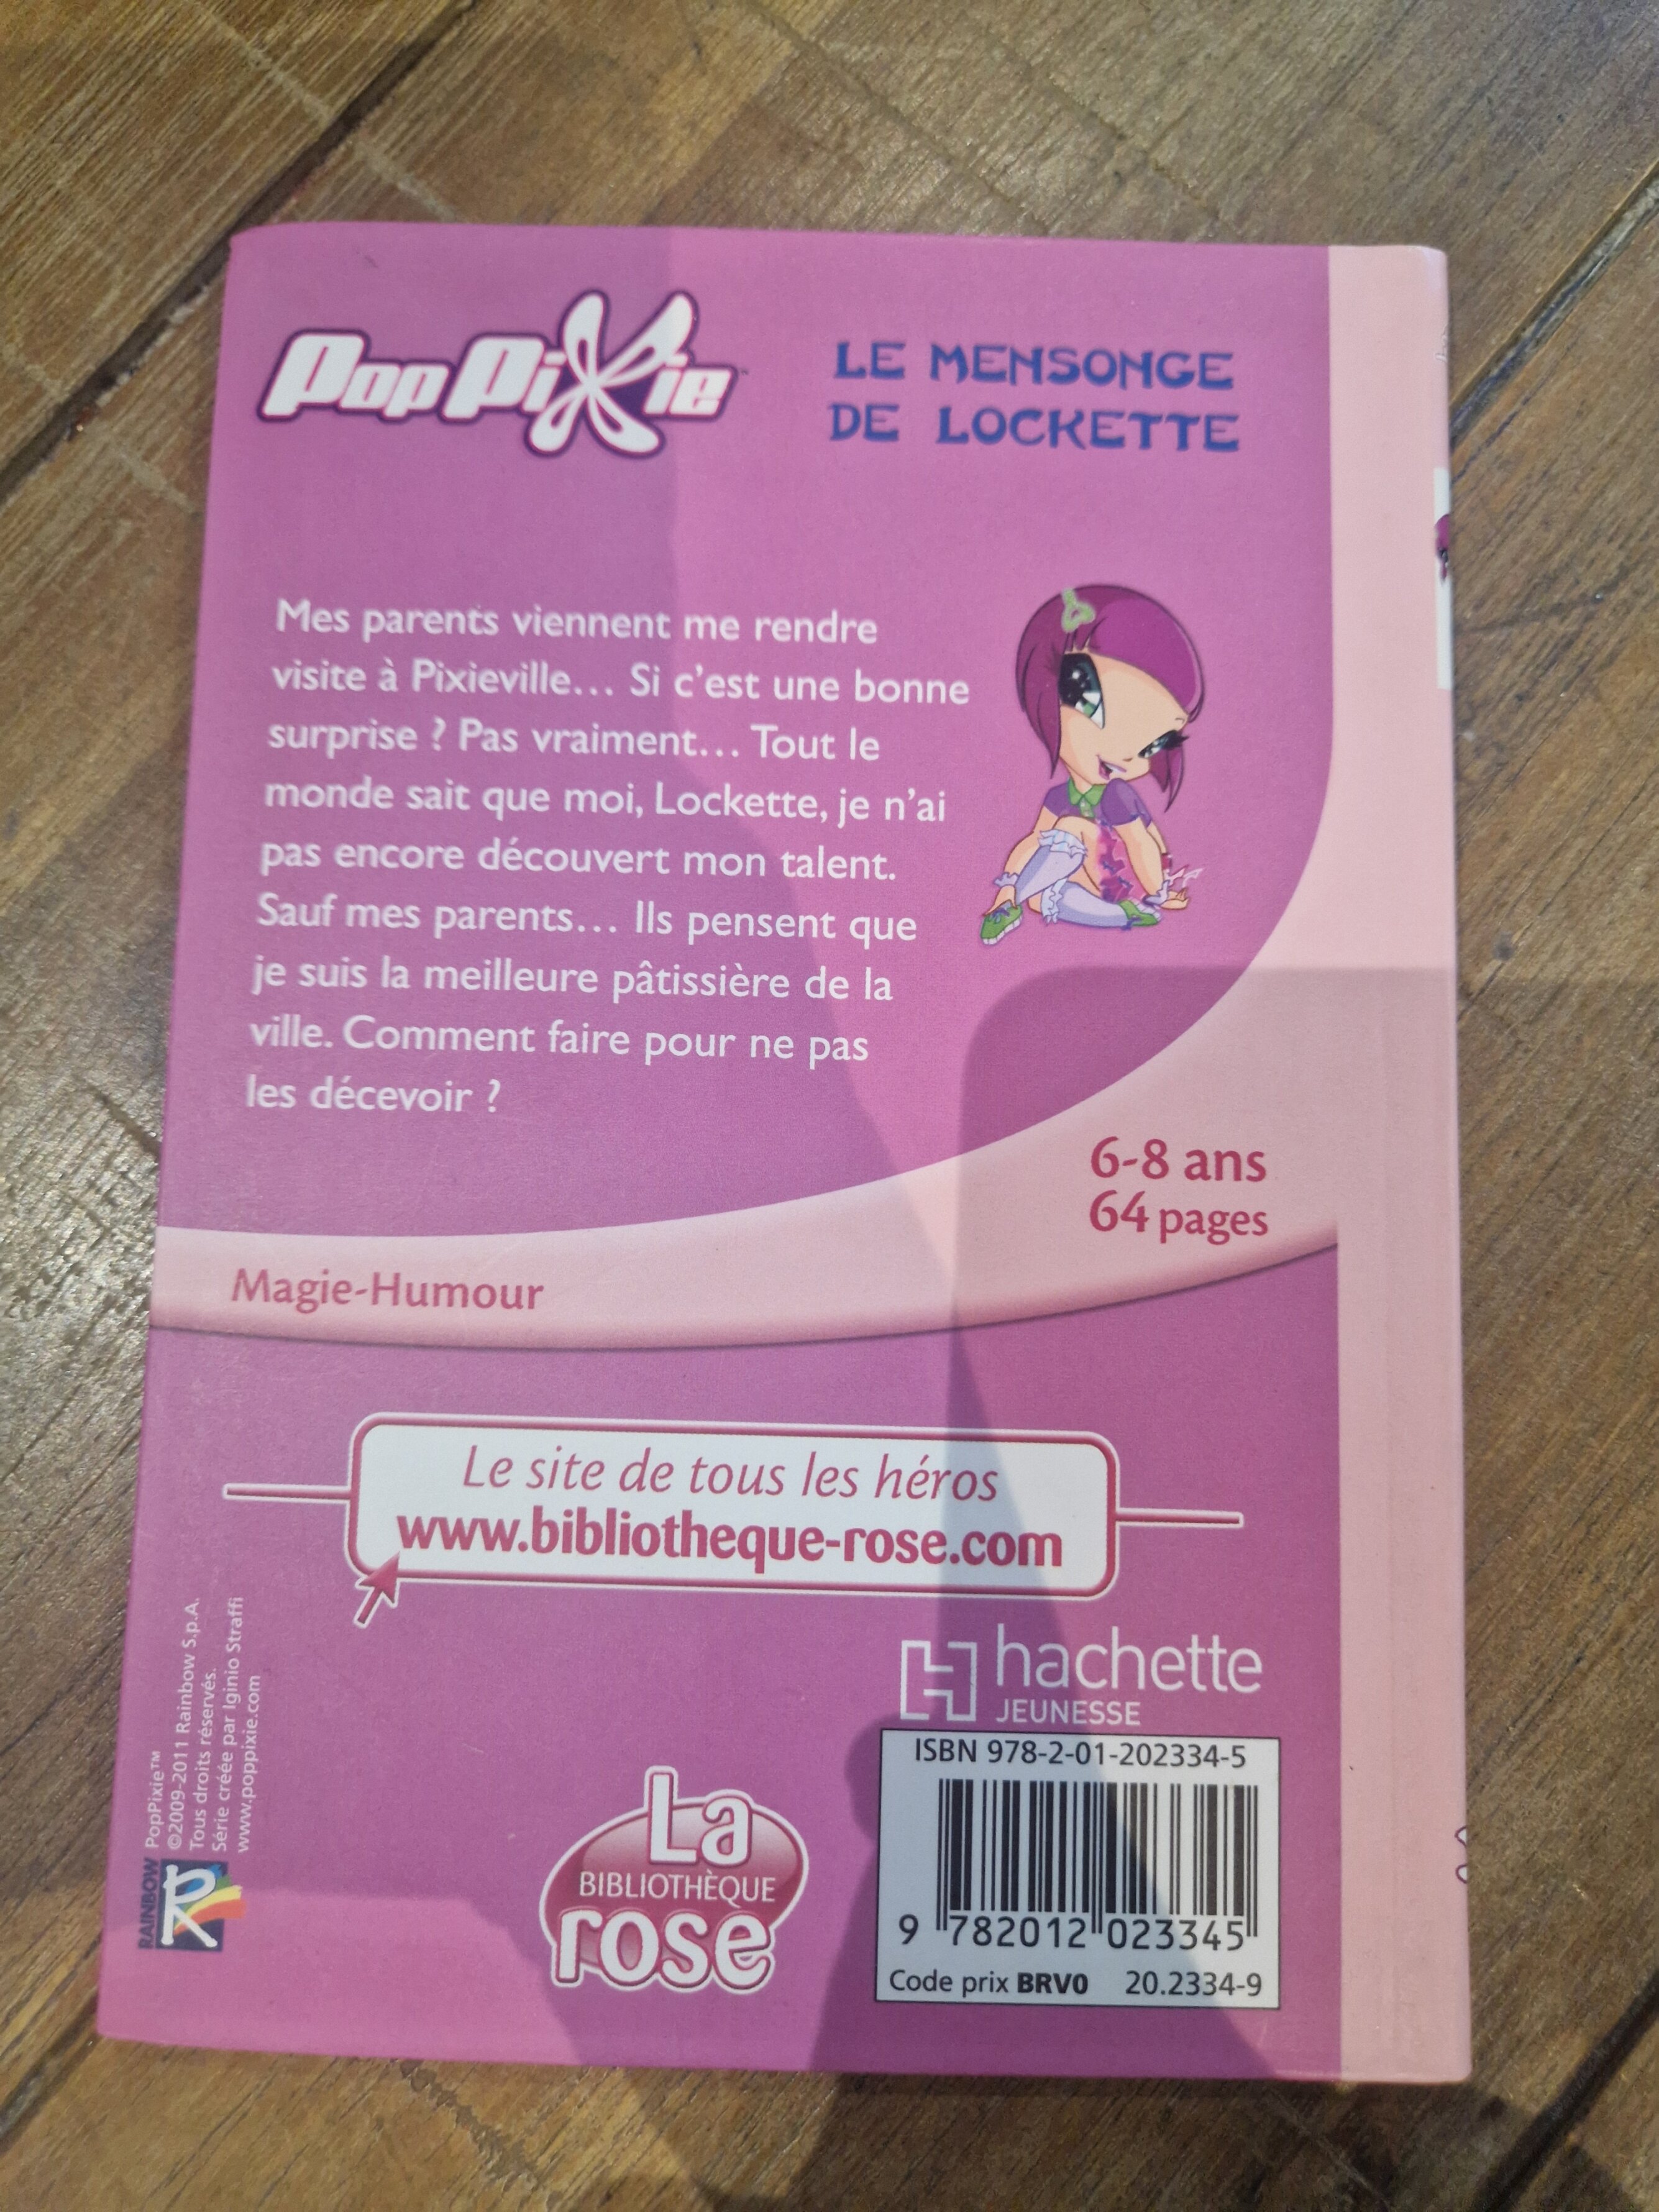 PopPixie
LE MENSONGE
DE LOCKETTE
Mes parents viennent me rendre
visite à Pixieville... Si c'est une bonne
surprise ? Pas vraiment... Tout le
monde sait que moi, Lockette, je n'ai
pas encore découvert mon talent.
Sauf mes parents... Ils pensent que
je suis la meilleure pâtissière de la
ville. Comment faire pour ne pas
les décevoir ?
6-8 ans
64 pages
Magie-Humour
Le site de tous les héros
www.bibliotheque-rose.com
PopPixie™
©2009-2011 Rainbow S.p.A.
Tous droits réservés.
Série créée par Iginio Straffi
www.poppixie.com
RAINBOW
R
La
BIBLIOTHÈQUE
rose
hachette
JEUNESSE
ISBN 978-2-01-202334-5
9 782012 023345
Code prix BRV0 20.2334-9